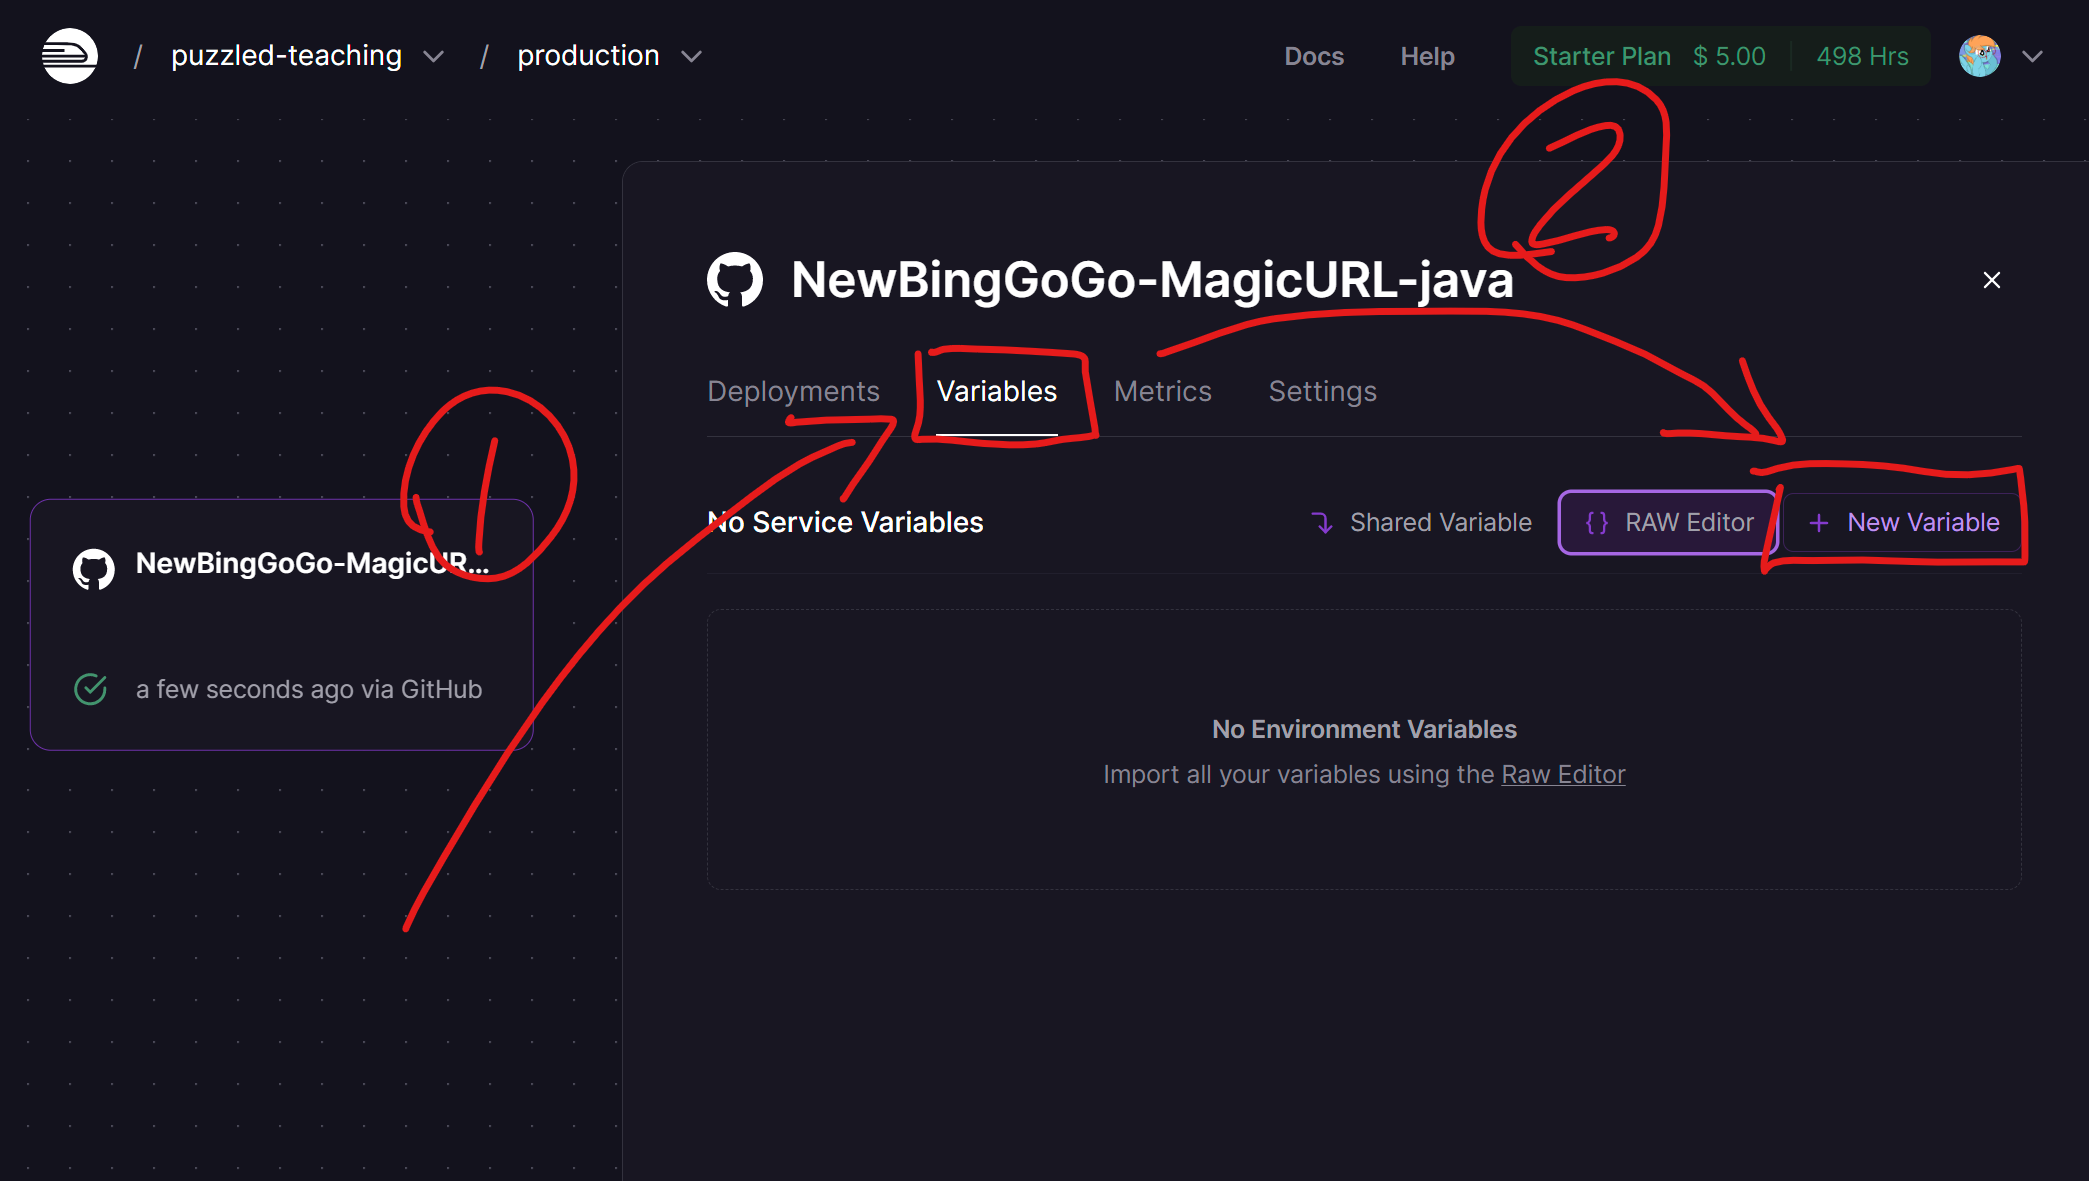 / puzzled-teaching / production Docs Help Starter Plan $ 5.00 498 Hrs
2
NewBingGoGo-MagicURL-java
Deployments Variables Metrics Settings
1
No Service Variables Shared Variable {} RAW Editor + New Variable
NewBingGoGo-MagicUR...
a few seconds ago via GitHub
No Environment Variables
Import all your variables using the Raw Editor